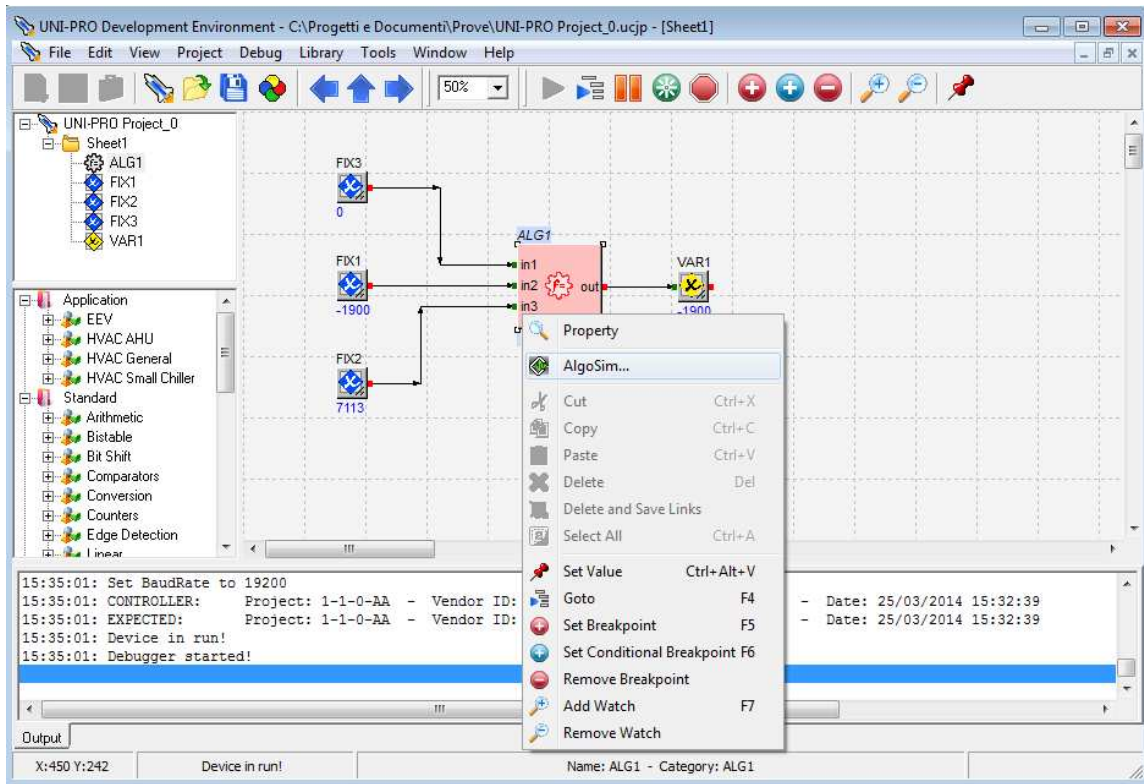 UNI-PRO Development Environment - C:\Progetti e Documenti\Prove\UNI-PRO Project_0.ucjp - [Sheet1]
File Edit View Project Debug Library Tools Window Help
50%
UNI-PRO Project_0
Sheet1
ALG1
FIX1
FIX2
FIX3
VAR1
Application
EEV
HVAC AHU
HVAC General
HVAC Small Chiller
Standard
Arithmetic
Bistable
Bit Shift
Comparators
Conversion
Counters
Edge Detection
Linear
FIX3
0
ALG1
FIX1
in1
VAR1
in2
f=
out
-1900
in3
-1900
FIX2
7113
Property
AlgoSim...
Cut Ctrl+X
Copy Ctrl+C
Paste Ctrl+V
Delete Del
Delete and Save Links
Select All Ctrl+A
Set Value Ctrl+Alt+V
Goto F4
Set Breakpoint F5
Set Conditional Breakpoint F6
Remove Breakpoint
Add Watch F7
Remove Watch
15:35:01: Set BaudRate to 19200
15:35:01: CONTROLLER: Project: 1-1-0-AA - Vendor ID: - Date: 25/03/2014 15:32:39
15:35:01: EXPECTED: Project: 1-1-0-AA - Vendor ID: - Date: 25/03/2014 15:32:39
15:35:01: Device in run!
15:35:01: Debugger started!
Output
X:450 Y:242 Device in run! Name: ALG1 - Category: ALG1